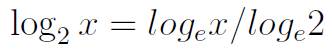 log₂ x = logₑx/logₑ2